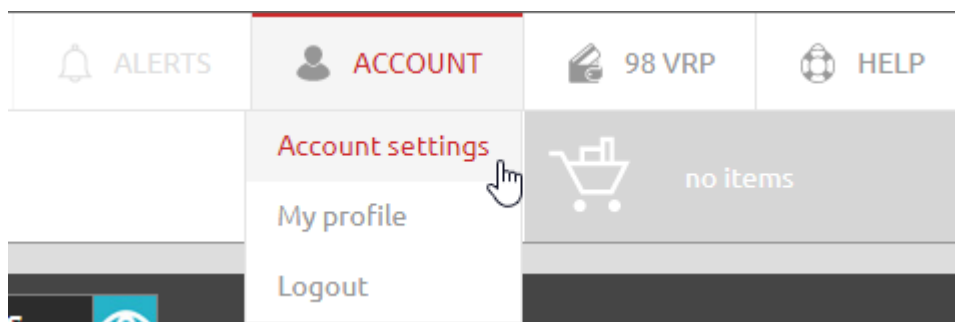 ALERTS
ACCOUNT
98 VRP
HELP
Account settings
no items
My profile
Logout